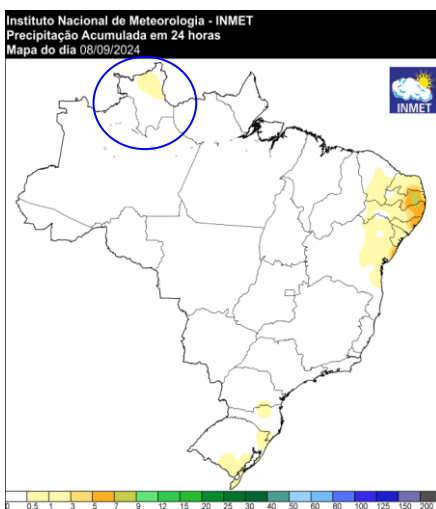 Instituto Nacional de Meteorologia - INMET
Precipitação Acumulada em 24 horas
Mapa do dia 08/09/2024
INMET
0 0.5 1 3 5 7 9 12 15 20 25 30 40 50 60 80 100 125 150 200